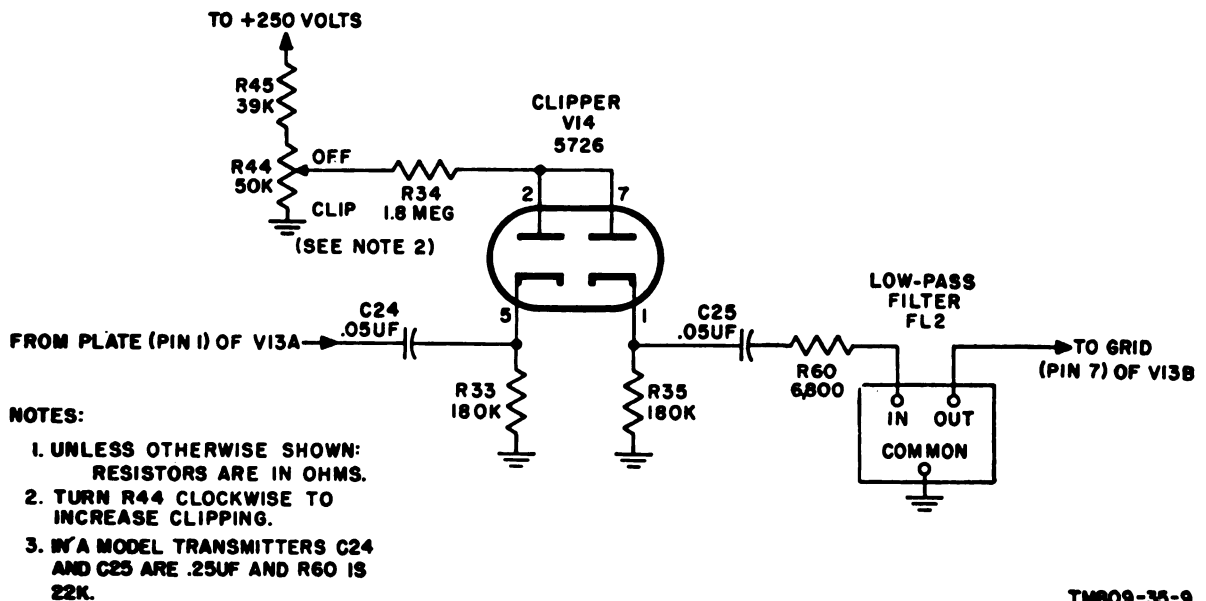 TO +250 VOLTS
R45
39K
CLIPPER
V14
5726
R44
50K
OFF
CLIP
R34
1.8 MEG
2
7
(SEE NOTE 2)
LOW-PASS
FILTER
FL2
C24
.05UF
5
1
C25
.05UF
FROM PLATE (PIN 1) OF V13A
TO GRID
(PIN 7) OF V13B
R60
6,800
R33
180K
R35
180K
IN OUT
COMMON
NOTES:
1. UNLESS OTHERWISE SHOWN:
RESISTORS ARE IN OHMS.
2. TURN R44 CLOCKWISE TO
INCREASE CLIPPING.
3. IN A MODEL TRANSMITTERS C24
AND C25 ARE .25UF AND R60 IS
22K.
TM809-35-9